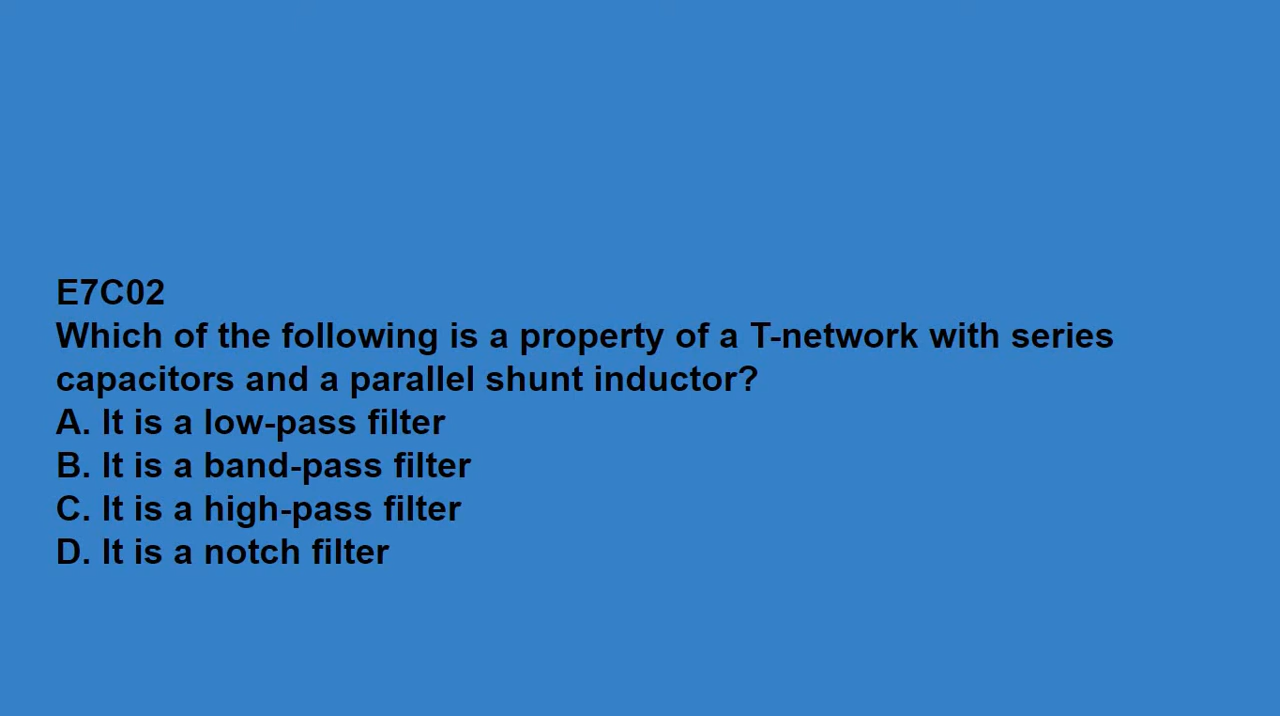 E7C02
Which of the following is a property of a T-network with series
capacitors and a parallel shunt inductor?
A. It is a low-pass filter
B. It is a band-pass filter
C. It is a high-pass filter
D. It is a notch filter